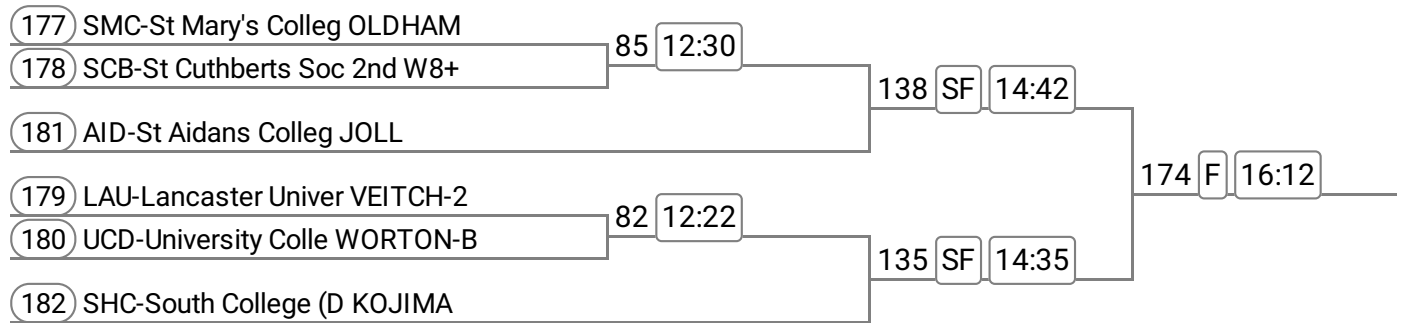 177 SMC-St Mary's Colleg OLDHAM
85 12:30
178 SCB-St Cuthberts Soc 2nd W8+
138 SF 14:42
181 AID-St Aidans Colleg JOLL
174 F 16:12
179 LAU-Lancaster Univer VEITCH-2
82 12:22
180 UCD-University Colle WORTON-B
135 SF 14:35
182 SHC-South College (D KOJIMA